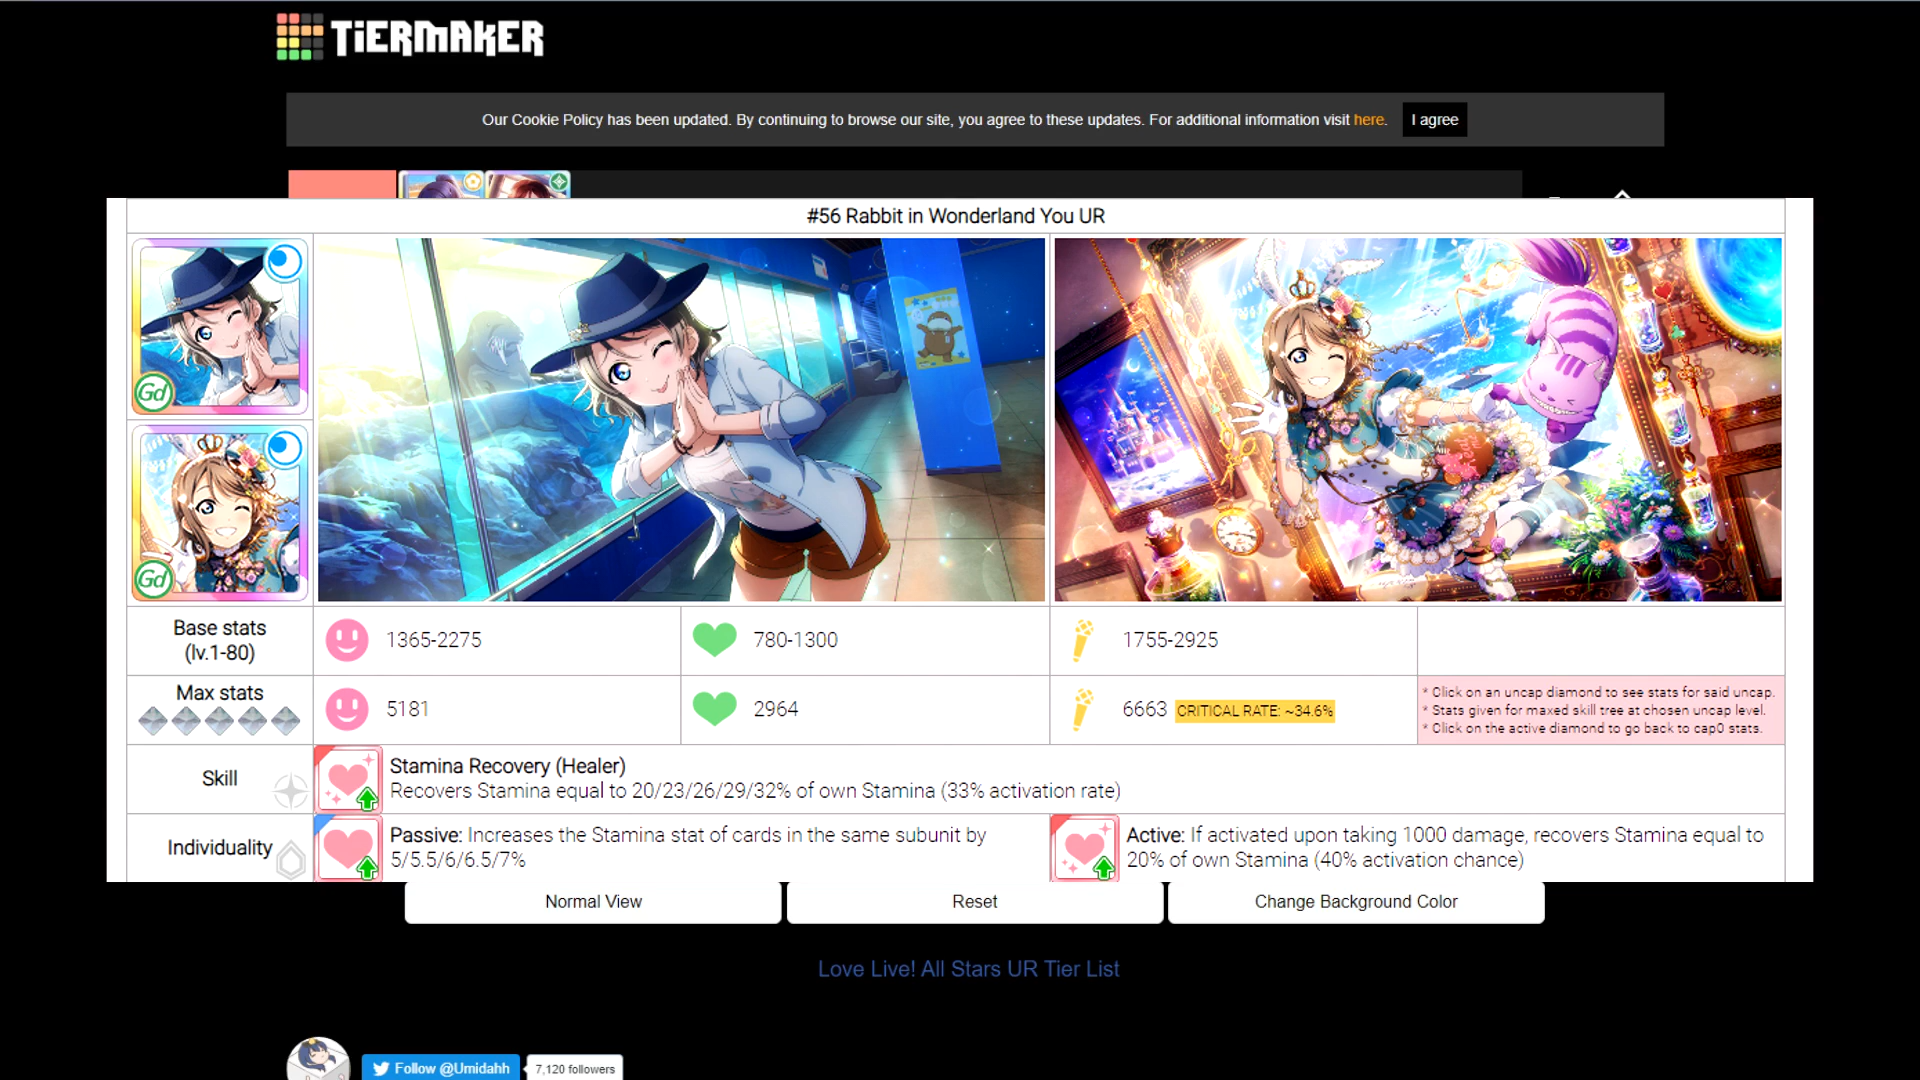 TiERMAKER
Our Cookie Policy has been updated. By continuing to browse our site, you agree to these updates. For additional information visit here.
I agree
#56 Rabbit in Wonderland You UR
Gd
Gd
Base stats
(lv.1-80)
1365-2275
780-1300
1755-2925
Max stats
5181
2964
6663 CRITICAL RATE: ~34.6%
* Click on an uncap diamond to see stats for said uncap.
* Stats given for maxed skill tree at chosen uncap level.
* Click on the active diamond to go back to cap0 stats.
Skill
Stamina Recovery (Healer)
Recovers Stamina equal to 20/23/26/29/32% of own Stamina (33% activation rate)
Individuality
Passive: Increases the Stamina stat of cards in the same subunit by
5/5.5/6/6.5/7%
Active: If activated upon taking 1000 damage, recovers Stamina equal to
20% of own Stamina (40% activation chance)
Normal View
Reset
Change Background Color
Love Live! All Stars UR Tier List
Follow @Umidahh
7,120 followers